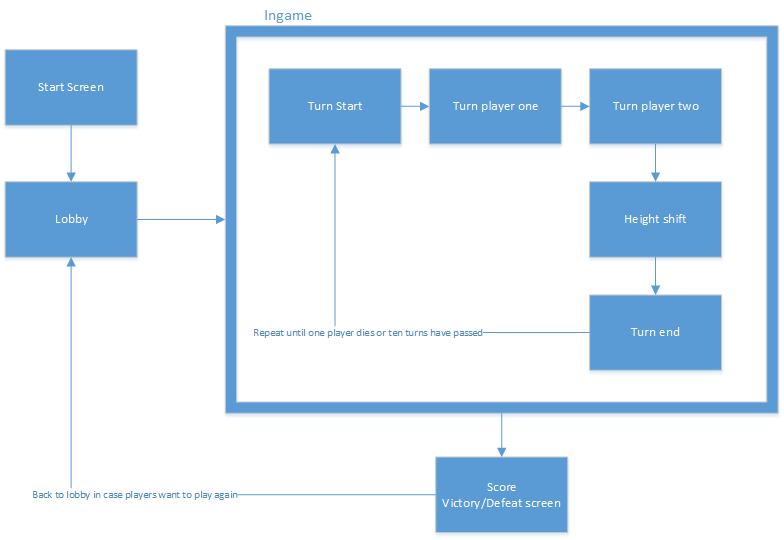 Ingame
Start Screen
Turn Start
Turn player one
Turn player two
Lobby
Height shift
Repeat until one player dies or ten turns have passed
Turn end
Score
Victory/Defeat screen
Back to lobby in case players want to play again